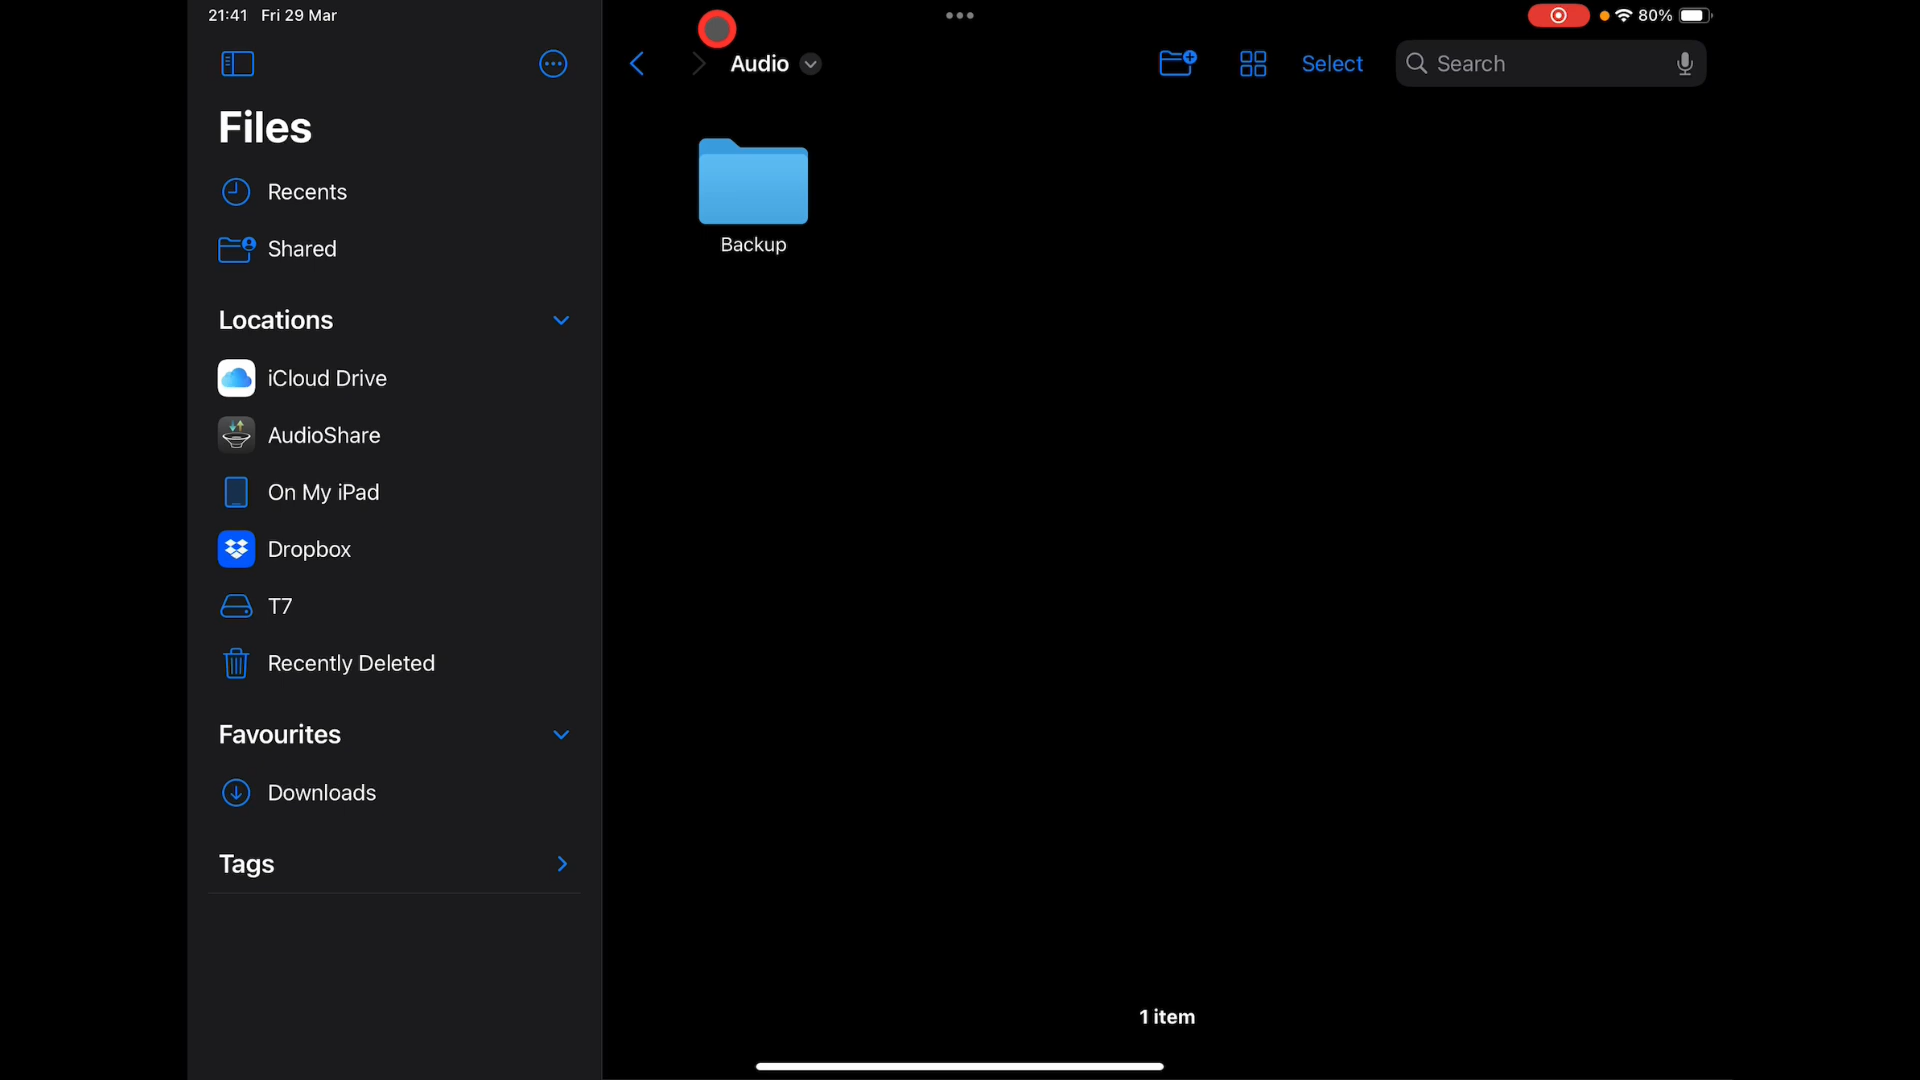 21:41 Fri 29 Mar
80%
Files
Recents
Shared
Locations
iCloud Drive
AudioShare
On My iPad
Dropbox
T7
Recently Deleted
Favourites
Downloads
Tags
Audio
Select
Search
Backup
1 item